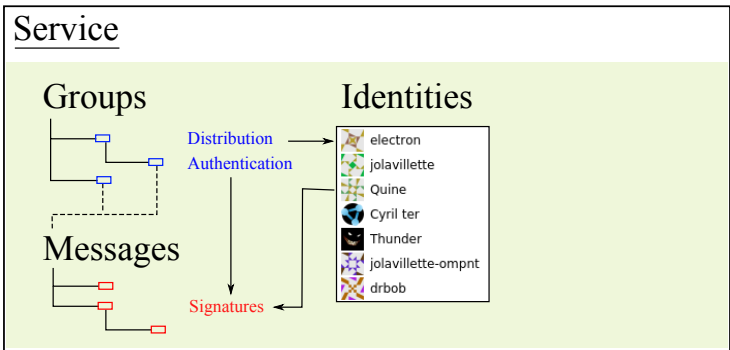 Service
Groups
Identities
Distribution
Authentication
electron
jolavillette
Quine
Cyril ter
Thunder
jolavillette-ompnt
drbob
Messages
Signatures